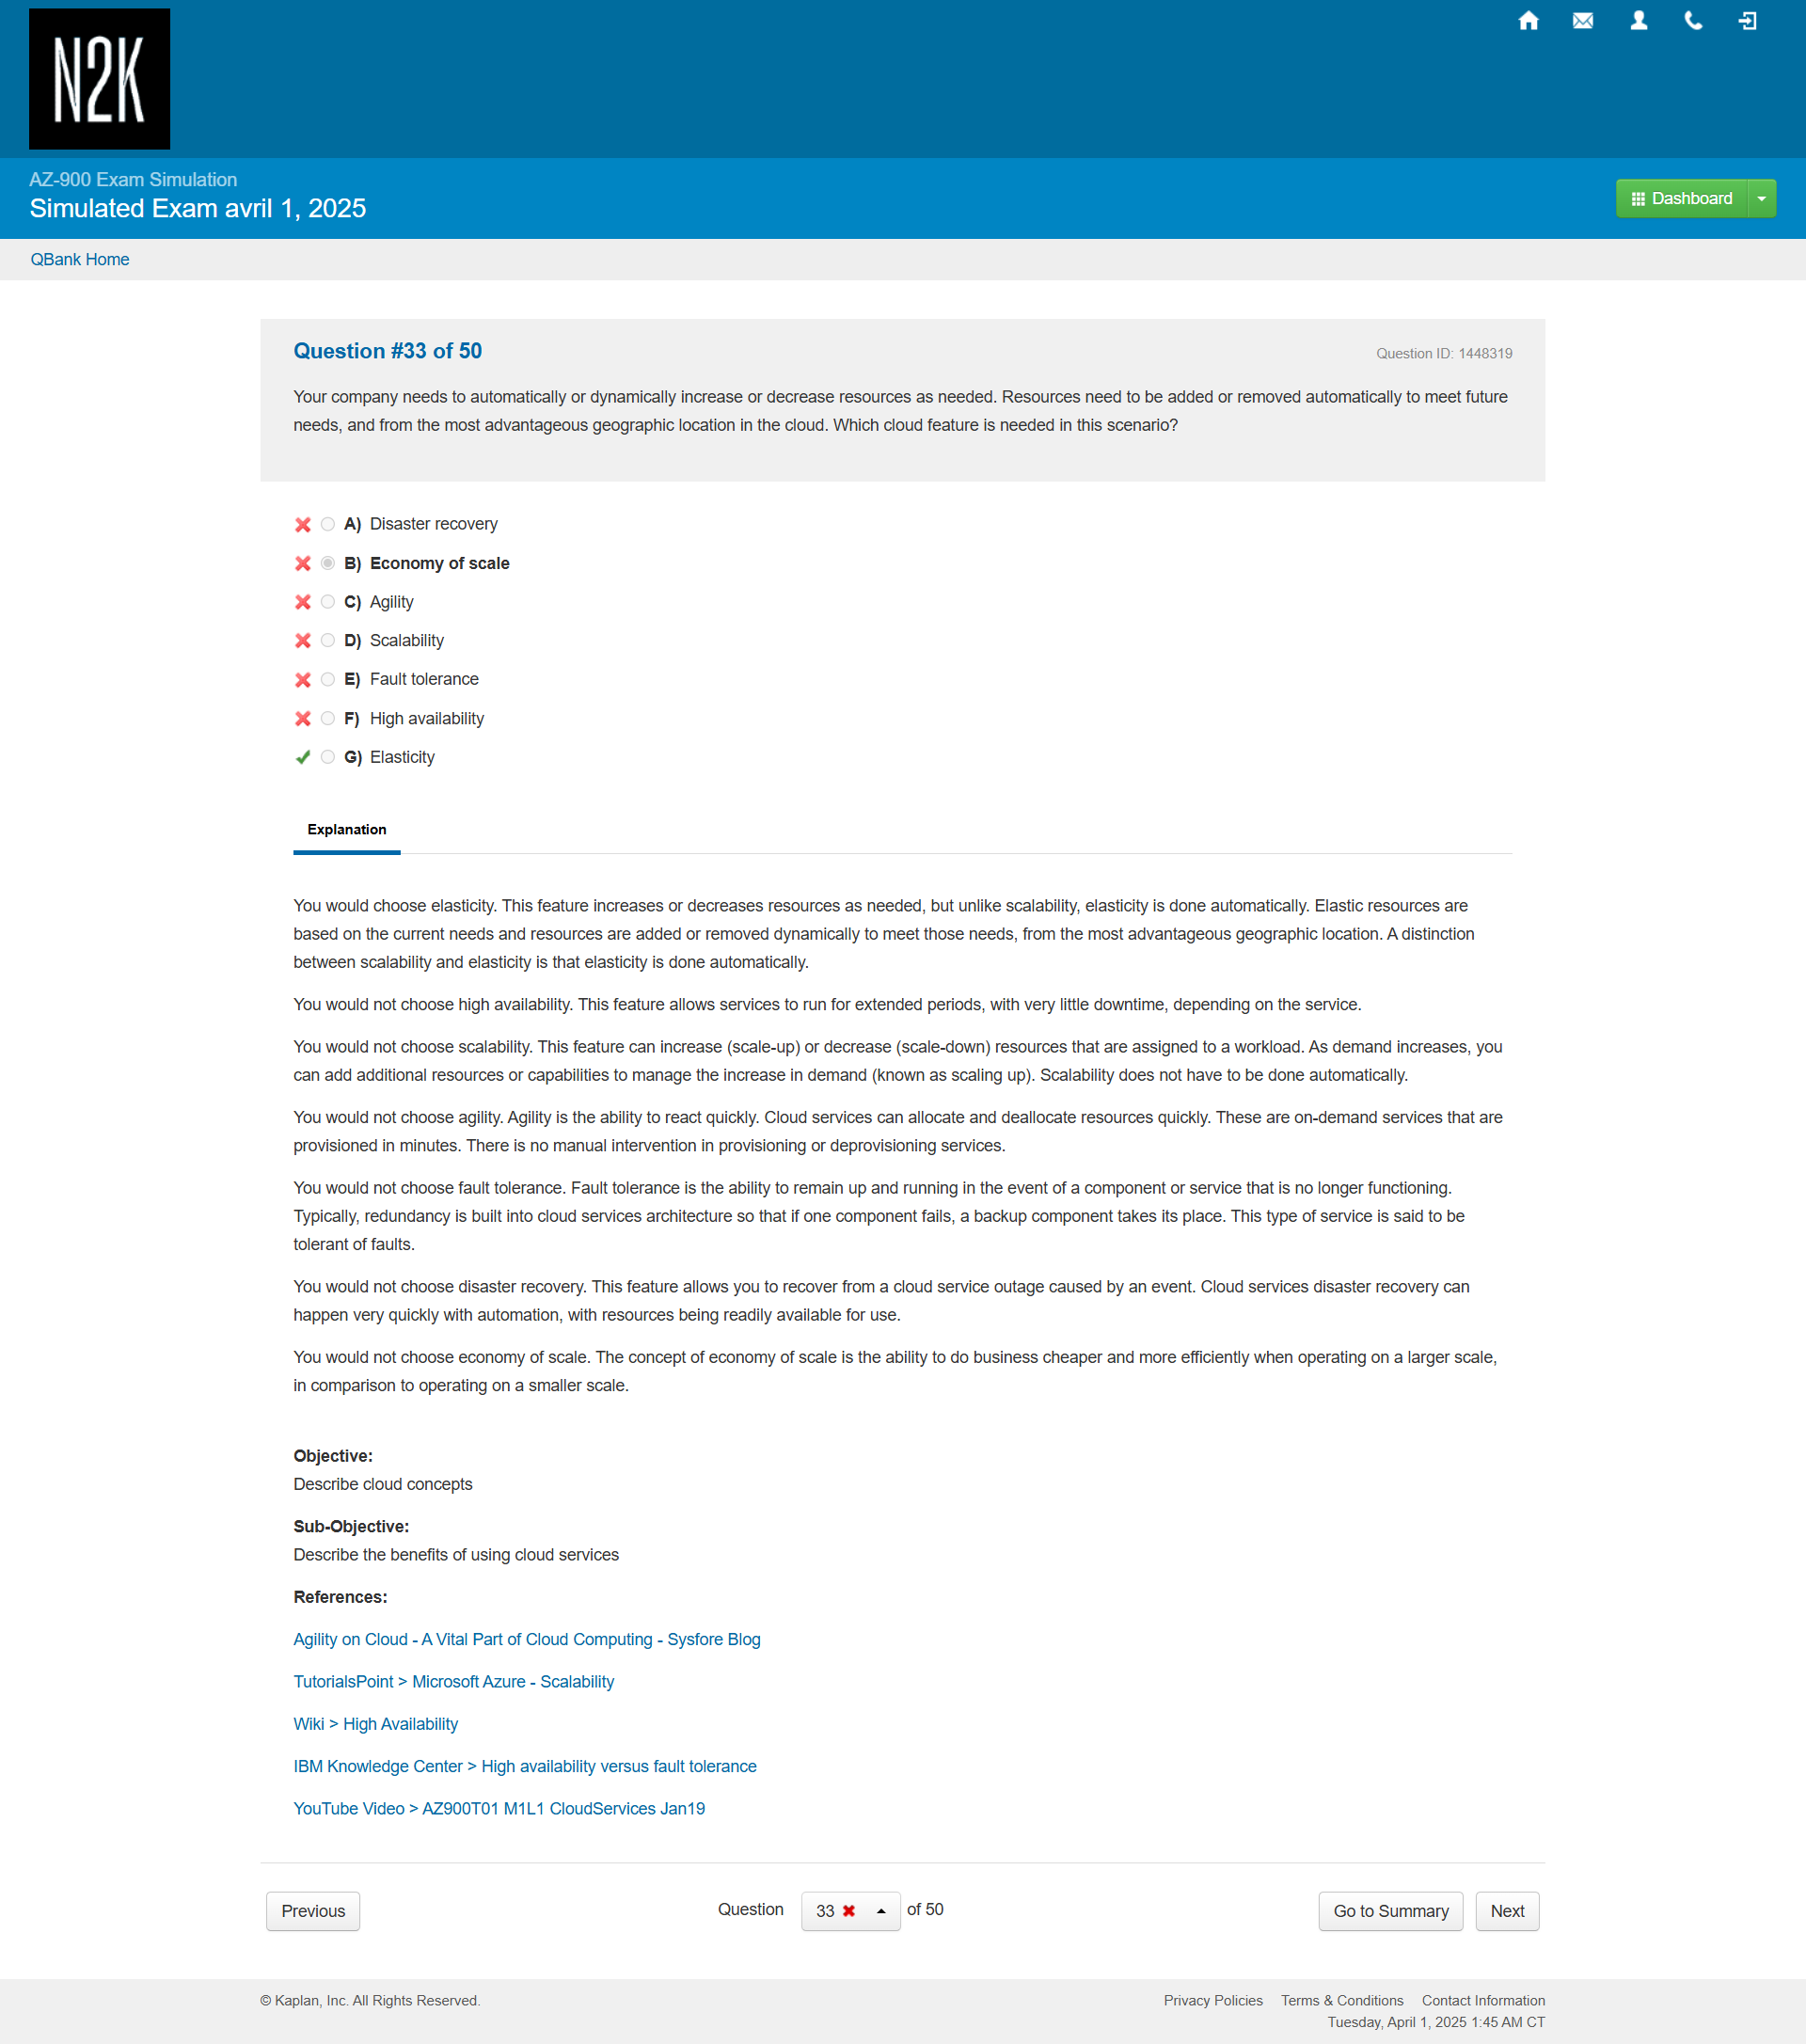 N2K
AZ-900 Exam Simulation
Simulated Exam avril 1, 2025
Dashboard
QBank Home
Question #33 of 50
Question ID: 1448319
Your company needs to automatically or dynamically increase or decrease resources as needed. Resources need to be added or removed automatically to meet future
needs, and from the most advantageous geographic location in the cloud. Which cloud feature is needed in this scenario?
A) Disaster recovery
B) Economy of scale
C) Agility
D) Scalability
E) Fault tolerance
F) High availability
G) Elasticity
Explanation
You would choose elasticity. This feature increases or decreases resources as needed, but unlike scalability, elasticity is done automatically. Elastic resources are
based on the current needs and resources are added or removed dynamically to meet those needs, from the most advantageous geographic location. A distinction
between scalability and elasticity is that elasticity is done automatically.
You would not choose high availability. This feature allows services to run for extended periods, with very little downtime, depending on the service.
You would not choose scalability. This feature can increase (scale-up) or decrease (scale-down) resources that are assigned to a workload. As demand increases, you
can add additional resources or capabilities to manage the increase in demand (known as scaling up). Scalability does not have to be done automatically.
You would not choose agility. Agility is the ability to react quickly. Cloud services can allocate and deallocate resources quickly. These are on-demand services that are
provisioned in minutes. There is no manual intervention in provisioning or deprovisioning services.
You would not choose fault tolerance. Fault tolerance is the ability to remain up and running in the event of a component or service that is no longer functioning.
Typically, redundancy is built into cloud services architecture so that if one component fails, a backup component takes its place. This type of service is said to be
tolerant of faults.
You would not choose disaster recovery. This feature allows you to recover from a cloud service outage caused by an event. Cloud services disaster recovery can
happen very quickly with automation, with resources being readily available for use.
You would not choose economy of scale. The concept of economy of scale is the ability to do business cheaper and more efficiently when operating on a larger scale,
in comparison to operating on a smaller scale.
Objective:
Describe cloud concepts
Sub-Objective:
Describe the benefits of using cloud services
References:
Agility on Cloud - A Vital Part of Cloud Computing - Sysfore Blog
TutorialsPoint > Microsoft Azure - Scalability
Wiki > High Availability
IBM Knowledge Center > High availability versus fault tolerance
YouTube Video > AZ900T01 M1L1 CloudServices Jan19
Previous
Question 33 of 50
Go to Summary
Next
© Kaplan, Inc. All Rights Reserved.
Privacy Policies Terms & Conditions Contact Information
Tuesday, April 1, 2025 1:45 AM CT